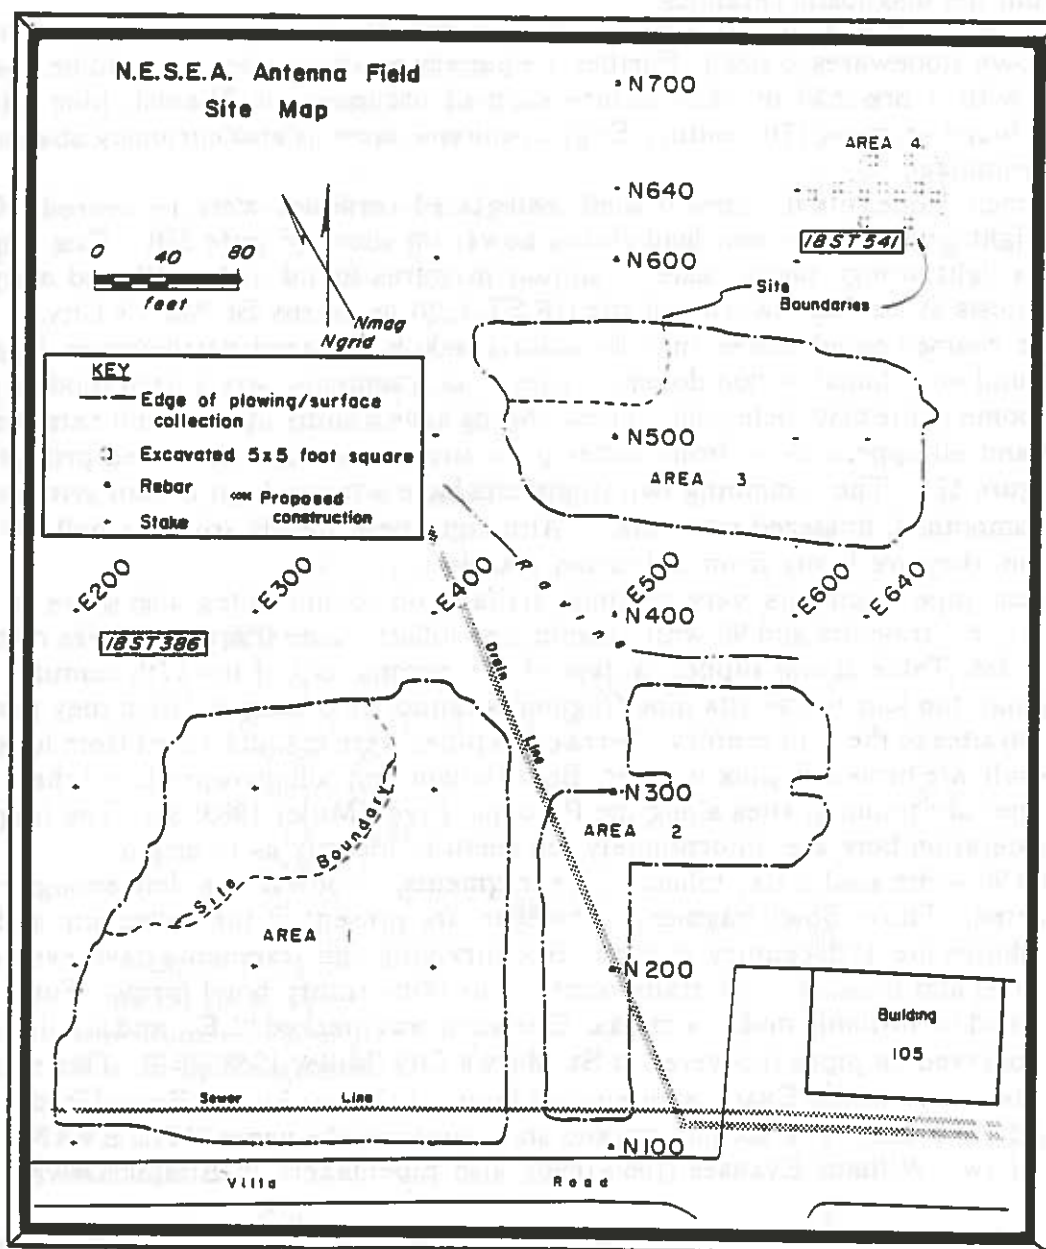 N.E.S.E.A. Antenna Field
Site Map
N700
AREA 4
N640
18ST541
N600
Site
Boundaries
0 40 80
feet
Nmag
Ngrid
KEY
Edge of plowing/surface
collection
Excavated 5x5 foot square
Rebar
Proposed
construction
Stake
N500
AREA 3
E200
E300
E400
E500
E600
E640
N400
18ST386
Drain
Line
N300
AREA 2
Site Boundary
AREA 1
N200
Building
105
Sewer Line
N100
Villa Road